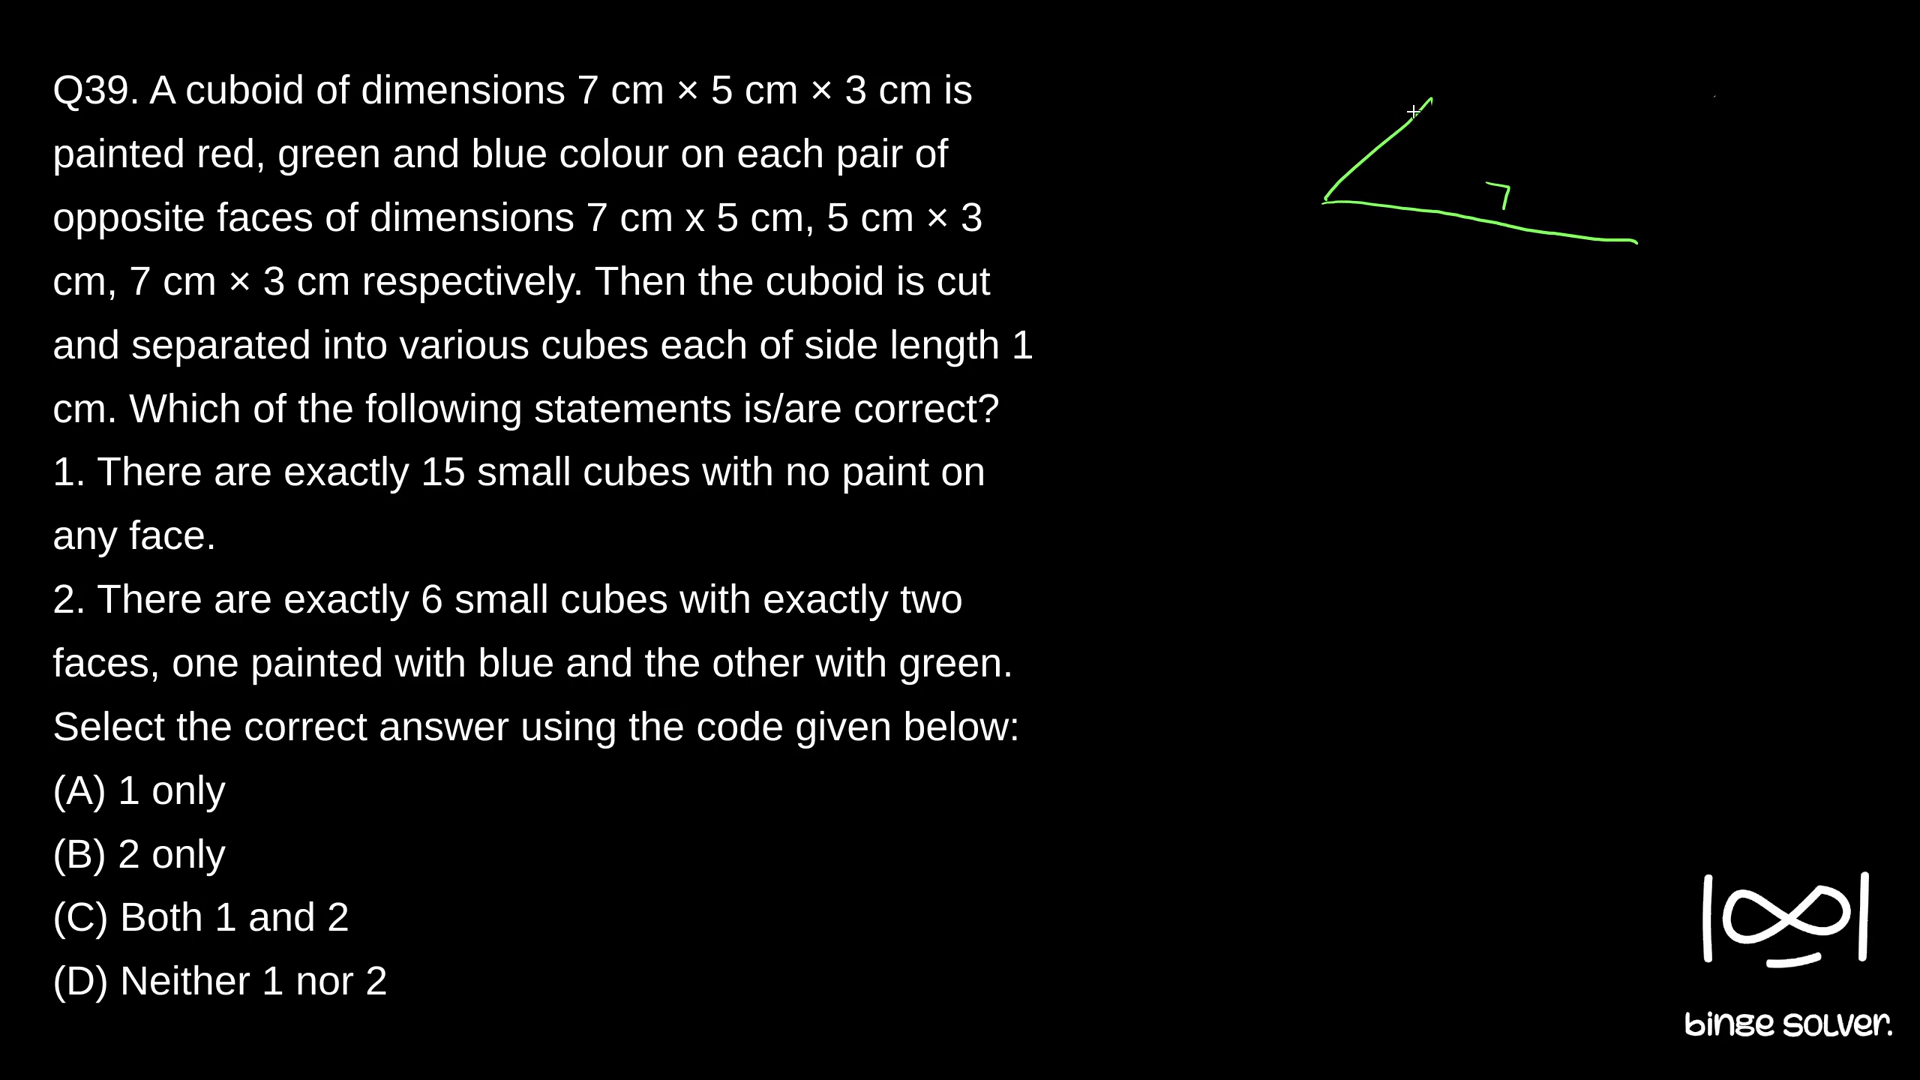 Q39. A cuboid of dimensions 7 cm × 5 cm × 3 cm is
painted red, green and blue colour on each pair of
opposite faces of dimensions 7 cm x 5 cm, 5 cm × 3
cm, 7 cm × 3 cm respectively. Then the cuboid is cut
and separated into various cubes each of side length 1
cm. Which of the following statements is/are correct?
1. There are exactly 15 small cubes with no paint on
any face.
2. There are exactly 6 small cubes with exactly two
faces, one painted with blue and the other with green.
Select the correct answer using the code given below:
(A) 1 only
(B) 2 only
(C) Both 1 and 2
(D) Neither 1 nor 2
7
binge solver.